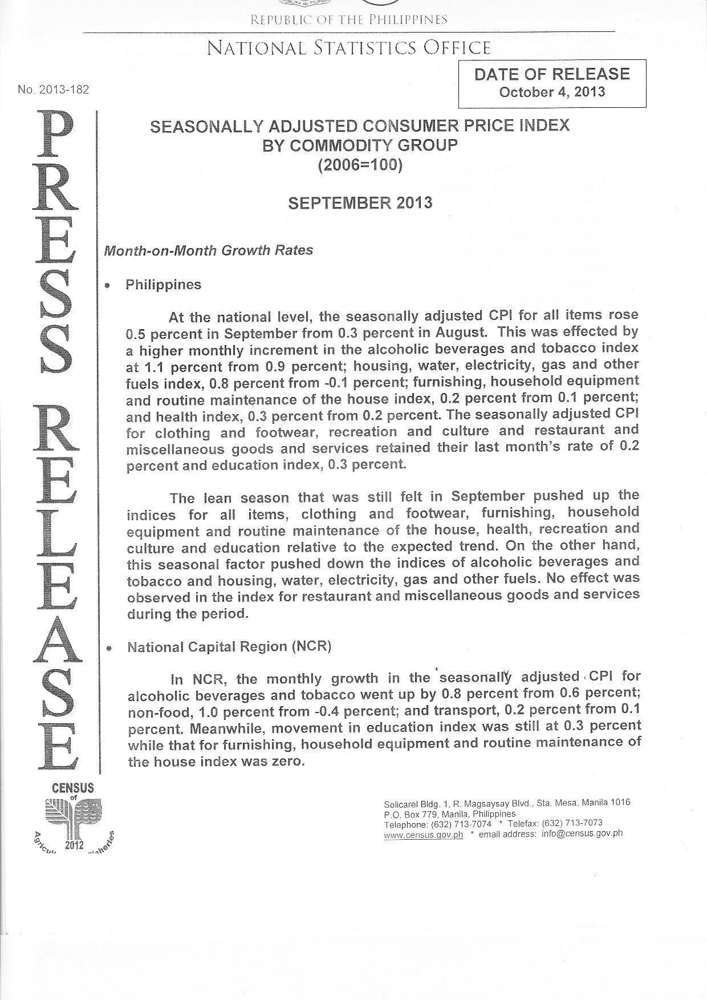 REPUBLIC OF THE PHILIPPINES
NATIONAL STATISTICS OFFICE
DATE OF RELEASE
October 4, 2013
No. 2013-182
PRESS RELEASE
SEASONALLY ADJUSTED CONSUMER PRICE INDEX
BY COMMODITY GROUP
(2006=100)
SEPTEMBER 2013
Month-on-Month Growth Rates
• Philippines
At the national level, the seasonally adjusted CPI for all items rose
0.5 percent in September from 0.3 percent in August. This was effected by
a higher monthly increment in the alcoholic beverages and tobacco index
at 1.1 percent from 0.9 percent; housing, water, electricity, gas and other
fuels index, 0.8 percent from -0.1 percent; furnishing, household equipment
and routine maintenance of the house index, 0.2 percent from 0.1 percent;
and health index, 0.3 percent from 0.2 percent. The seasonally adjusted CPI
for clothing and footwear, recreation and culture and restaurant and
miscellaneous goods and services retained their last month's rate of 0.2
percent and education index, 0.3 percent.
The lean season that was still felt in September pushed up the
indices for all items, clothing and footwear, furnishing, household
equipment and routine maintenance of the house, health, recreation and
culture and education relative to the expected trend. On the other hand,
this seasonal factor pushed down the indices of alcoholic beverages and
tobacco and housing, water, electricity, gas and other fuels. No effect was
observed in the index for restaurant and miscellaneous goods and services
during the period.
• National Capital Region (NCR)
In NCR, the monthly growth in the seasonally adjusted CPI for
alcoholic beverages and tobacco went up by 0.8 percent from 0.6 percent;
non-food, 1.0 percent from -0.4 percent; and transport, 0.2 percent from 0.1
percent. Meanwhile, movement in education index was still at 0.3 percent
while that for furnishing, household equipment and routine maintenance of
the house index was zero.
CENSUS
of
2012
Solicarel Bldg. 1, R. Magsaysay Blvd., Sta. Mesa, Manila 1016
P.O. Box 779, Manila, Philippines
Telephone: (632) 713-7074 * Telefax: (632) 713-7073
www.census.gov.ph * email address: info@census.gov.ph